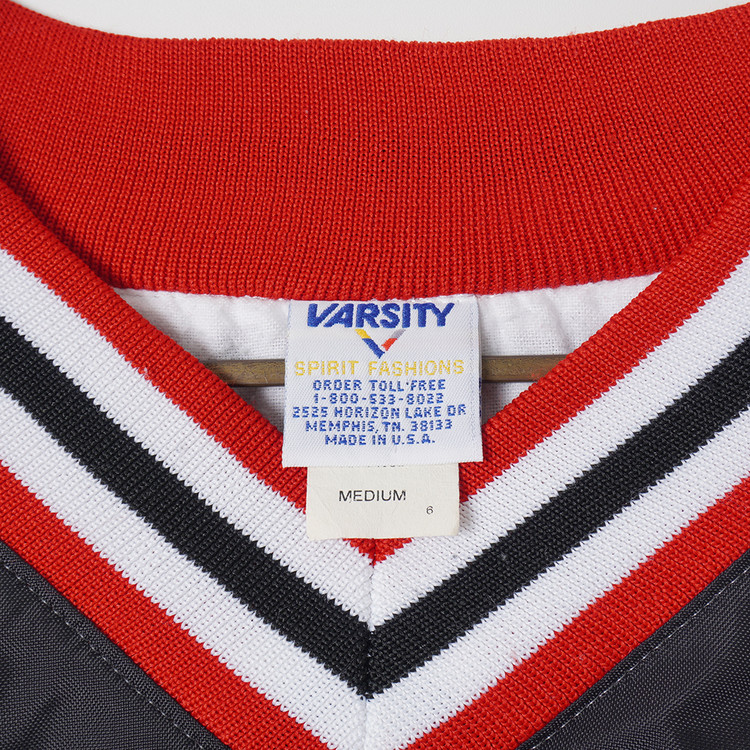 VARSITY
SPIRIT FASHIONS
ORDER TOLL FREE
1-800-533-8022
2525 HORIZON LAKE DR
MEMPHIS, TN. 38133
MADE IN U.S.A.
MEDIUM
6